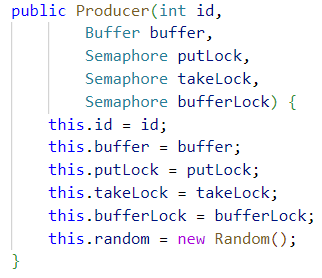 public Producer(int id,
        Buffer buffer,
        Semaphore putLock,
        Semaphore takeLock,
        Semaphore bufferLock) {
    this.id = id;
    this.buffer = buffer;
    this.putLock = putLock;
    this.takeLock = takeLock;
    this.bufferLock = bufferLock;
    this.random = new Random();
}